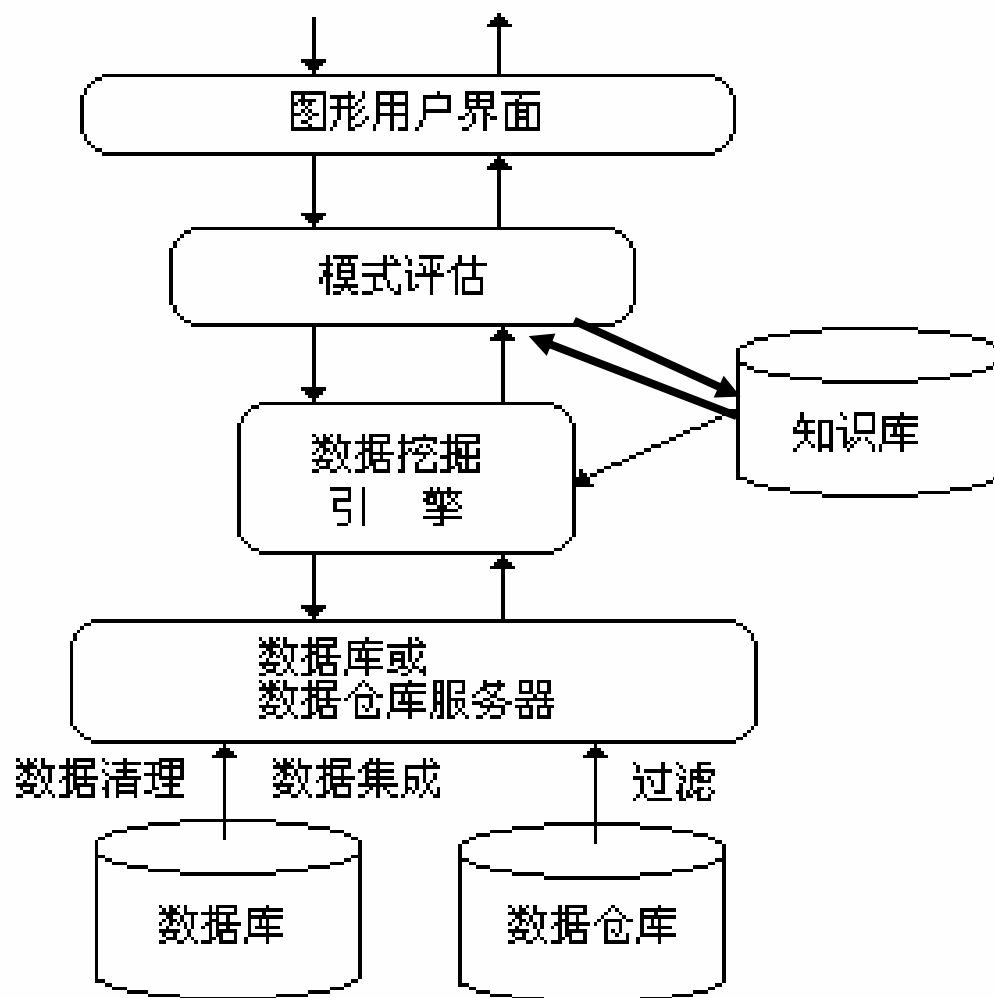 图形用户界面
模式评估
知识库
数据挖掘
引 擎
数据库或
数据仓库服务器
数据清理
数据集成
过滤
数据库
数据仓库